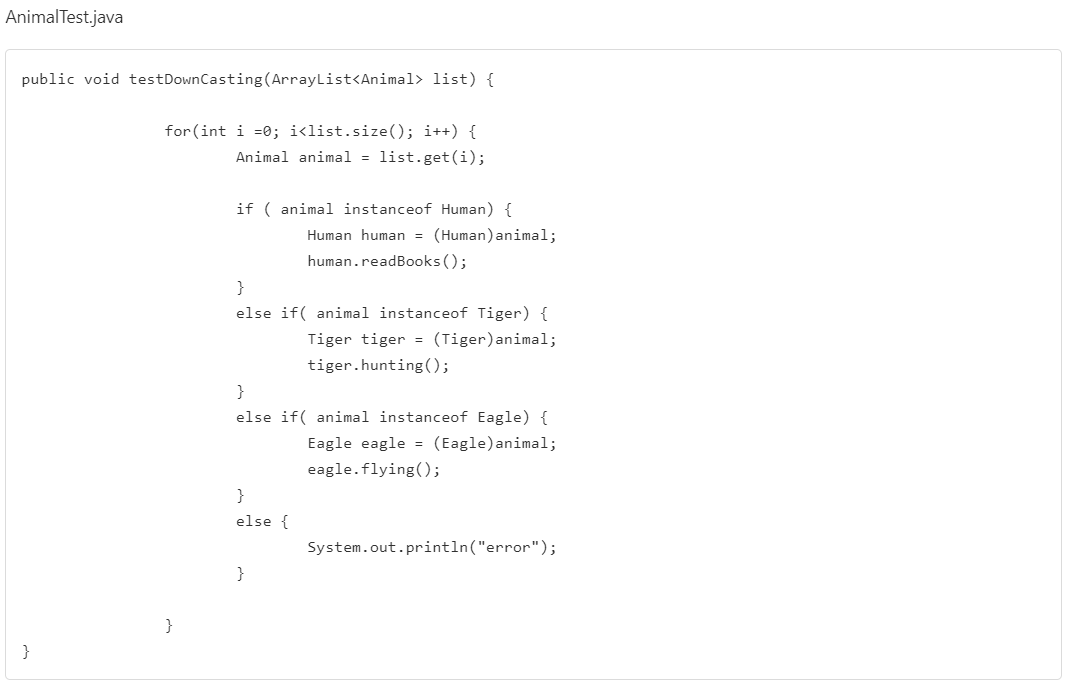 AnimalTest.java
public void testDownCasting(ArrayList<Animal> list) {
for(int i =0; i<list.size(); i++) {
Animal animal = list.get(i);
if ( animal instanceof Human) {
Human human = (Human)animal;
human.readBooks();
}
else if( animal instanceof Tiger) {
Tiger tiger = (Tiger)animal;
tiger.hunting();
}
else if( animal instanceof Eagle) {
Eagle eagle = (Eagle)animal;
eagle.flying();
}
else {
System.out.println("error");
}
}
}